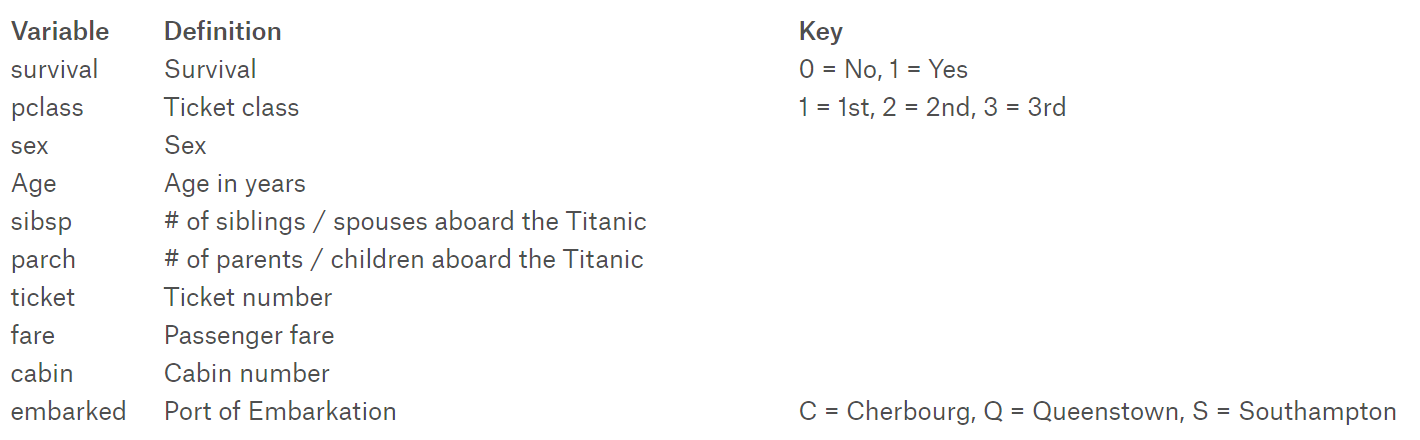 Variable Definition Key
survival Survival 0 = No, 1 = Yes
pclass Ticket class 1 = 1st, 2 = 2nd, 3 = 3rd
sex Sex
Age Age in years
sibsp # of siblings / spouses aboard the Titanic
parch # of parents / children aboard the Titanic
ticket Ticket number
fare Passenger fare
cabin Cabin number
embarked Port of Embarkation C = Cherbourg, Q = Queenstown, S = Southampton